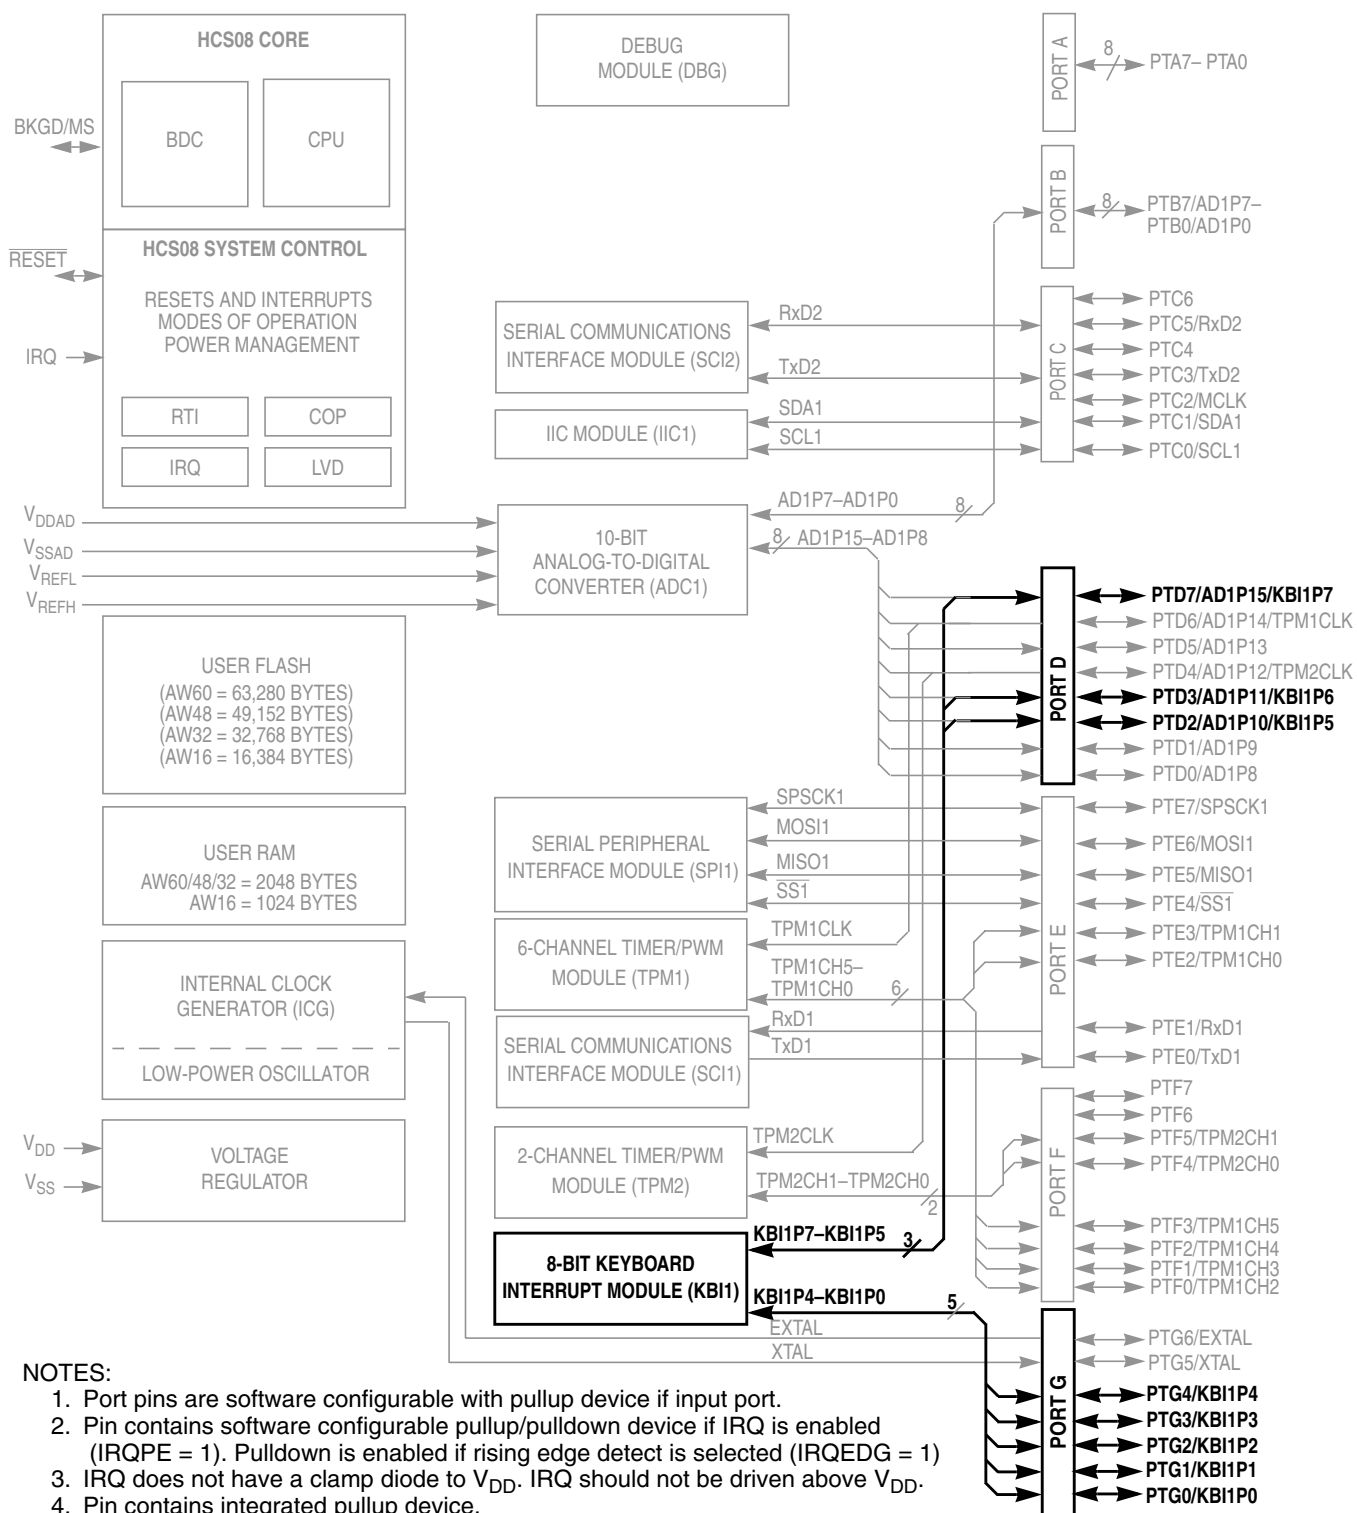 HCS08 CORE
BDC
CPU
BKGD/MS
HCS08 SYSTEM CONTROL
RESET
RESETS AND INTERRUPTS
MODES OF OPERATION
POWER MANAGEMENT
IRQ
RTI
COP
IRQ
LVD
VDDAD
VSSAD
VREFL
VREFH
USER FLASH
(AW60 = 63,280 BYTES)
(AW48 = 49,152 BYTES)
(AW32 = 32,768 BYTES)
(AW16 = 16,384 BYTES)
USER RAM
AW60/48/32 = 2048 BYTES
AW16 = 1024 BYTES
INTERNAL CLOCK
GENERATOR (ICG)
LOW-POWER OSCILLATOR
VDD
VSS
VOLTAGE
REGULATOR
DEBUG
MODULE (DBG)
SERIAL COMMUNICATIONS
INTERFACE MODULE (SCI2)
RxD2
TxD2
IIC MODULE (IIC1)
SDA1
SCL1
10-BIT
ANALOG-TO-DIGITAL
CONVERTER (ADC1)
AD1P7–AD1P0
8
8
AD1P15–AD1P8
SERIAL PERIPHERAL
INTERFACE MODULE (SPI1)
SPSCK1
MOSI1
MISO1
SS1
6-CHANNEL TIMER/PWM
MODULE (TPM1)
TPM1CLK
TPM1CH5–
TPM1CH0
6
SERIAL COMMUNICATIONS
INTERFACE MODULE (SCI1)
RxD1
TxD1
2-CHANNEL TIMER/PWM
MODULE (TPM2)
TPM2CLK
TPM2CH1–TPM2CH0
2
8-BIT KEYBOARD
INTERRUPT MODULE (KBI1)
KBI1P7–KBI1P5
3
KBI1P4–KBI1P0
5
EXTAL
XTAL
PORT A
8
PTA7– PTA0
PORT B
8
PTB7/AD1P7–
PTB0/AD1P0
PORT C
PTC6
PTC5/RxD2
PTC4
PTC3/TxD2
PTC2/MCLK
PTC1/SDA1
PTC0/SCL1
PORT D
PTD7/AD1P15/KBI1P7
PTD6/AD1P14/TPM1CLK
PTD5/AD1P13
PTD4/AD1P12/TPM2CLK
PTD3/AD1P11/KBI1P6
PTD2/AD1P10/KBI1P5
PTD1/AD1P9
PTD0/AD1P8
PORT E
PTE7/SPSCK1
PTE6/MOSI1
PTE5/MISO1
PTE4/SS1
PTE3/TPM1CH1
PTE2/TPM1CH0
PTE1/RxD1
PTE0/TxD1
PORT F
PTF7
PTF6
PTF5/TPM2CH1
PTF4/TPM2CH0
PTF3/TPM1CH5
PTF2/TPM1CH4
PTF1/TPM1CH3
PTF0/TPM1CH2
PORT G
PTG6/EXTAL
PTG5/XTAL
PTG4/KBI1P4
PTG3/KBI1P3
PTG2/KBI1P2
PTG1/KBI1P1
PTG0/KBI1P0
NOTES:
1. Port pins are software configurable with pullup device if input port.
2. Pin contains software configurable pullup/pulldown device if IRQ is enabled
(IRQPE = 1). Pulldown is enabled if rising edge detect is selected (IRQEDG = 1)
3. IRQ does not have a clamp diode to VDD. IRQ should not be driven above VDD.
4. Pin contains integrated pullup device.